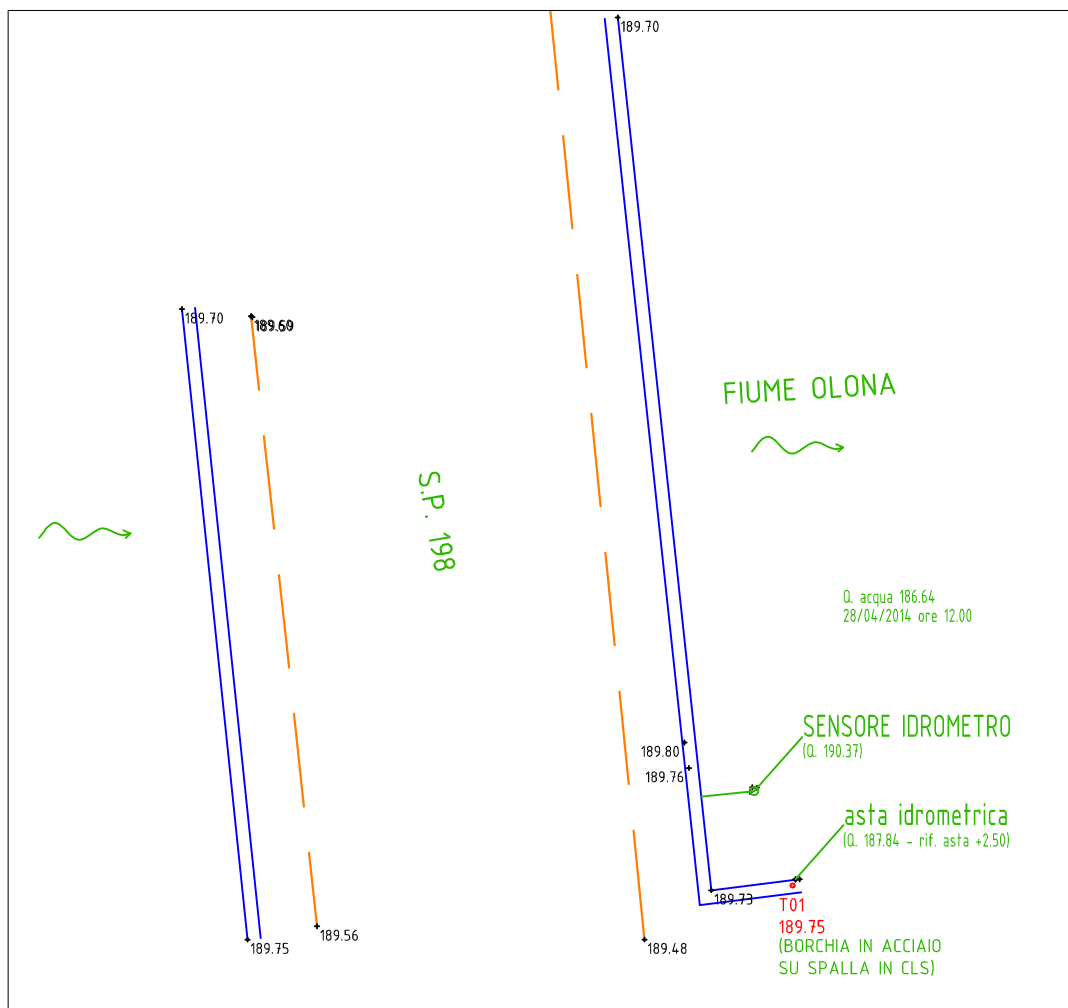 189.70
189.70
FIUME OLONA
S.P. 198
Q. acqua 186.64
28/04/2014 ore 12.00
SENSORE IDROMETRO
(Q. 190.37)
189.80
189.76
asta idrometrica
(Q. 187.84 - rif. asta +2.50)
189.73
T01
189.75
(BORCHIA IN ACCIAIO
SU SPALLA IN CLS)
189.75
189.56
189.48